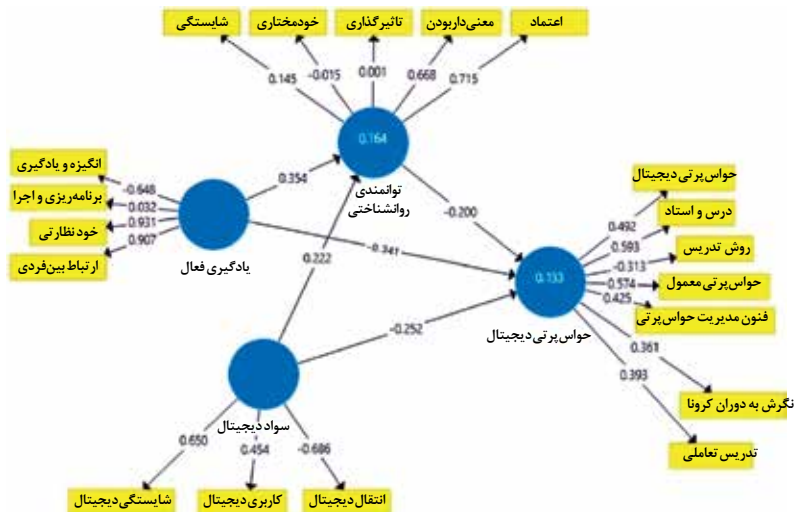 شایستگی
خودمختاری
تاثیرگذاری
معنی‌داربودن
اعتماد
0.145
-0.015
0.001
0.668
0.715
0.164
توانمندی
روانشناختی
انگیزه و یادگیری
برنامه‌ریزی و اجرا
خودنظارتی
ارتباط بین‌فردی
-0.648
0.032
0.931
0.907
یادگیری فعال
0.354
0.222
-0.200
-0.341
-0.252
حواس‌پرتی دیجیتال
درس و استاد
روش تدریس
حواس‌پرتی معمول
فنون مدیریت حواس‌پرتی
نگرش به دوران کرونا
تدریس تعاملی
0.492
0.593
-0.313
0.574
0.425
0.361
0.393
0.133
حواس‌پرتی دیجیتال
سواد دیجیتال
0.650
0.454
-0.686
شایستگی دیجیتال
کاربری دیجیتال
انتقال دیجیتال